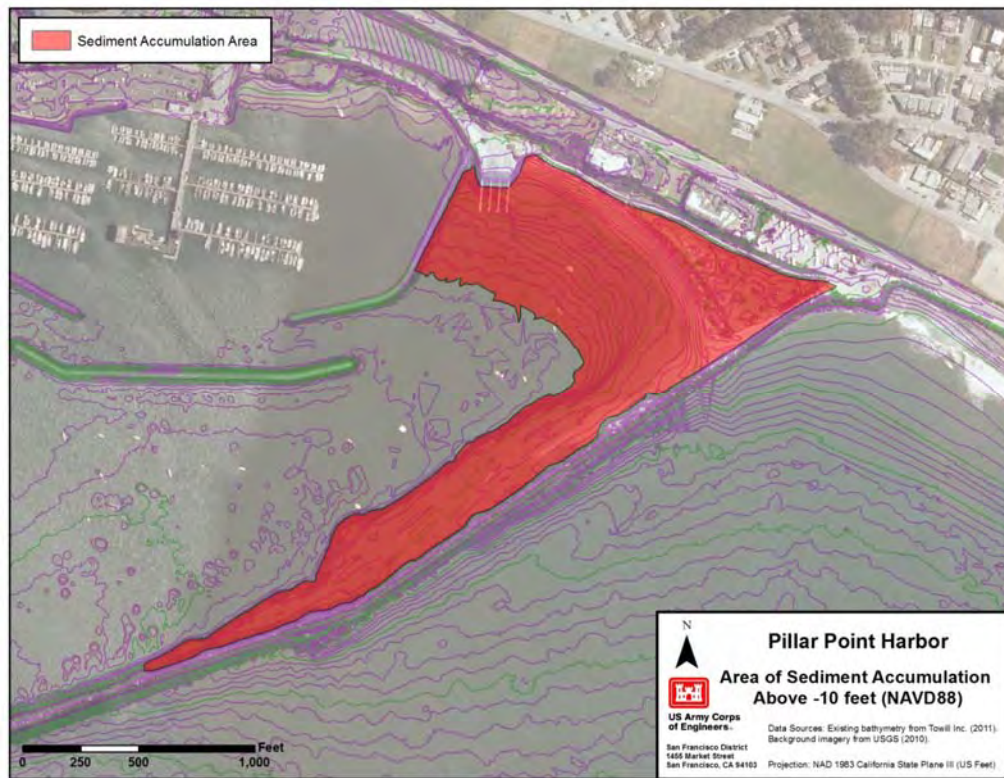 Sediment Accumulation Area
N
Pillar Point Harbor
Area of Sediment Accumulation
Above -10 feet (NAVD88)
US Army Corps
of Engineers®
San Francisco District
1455 Market Street
San Francisco, CA 94103
Data Sources: Existing bathymetry from Towill Inc. (2011).
Background imagery from USGS (2010).
Projection: NAD 1983 California State Plane III (US Feet)
Feet
0 250 500 1,000